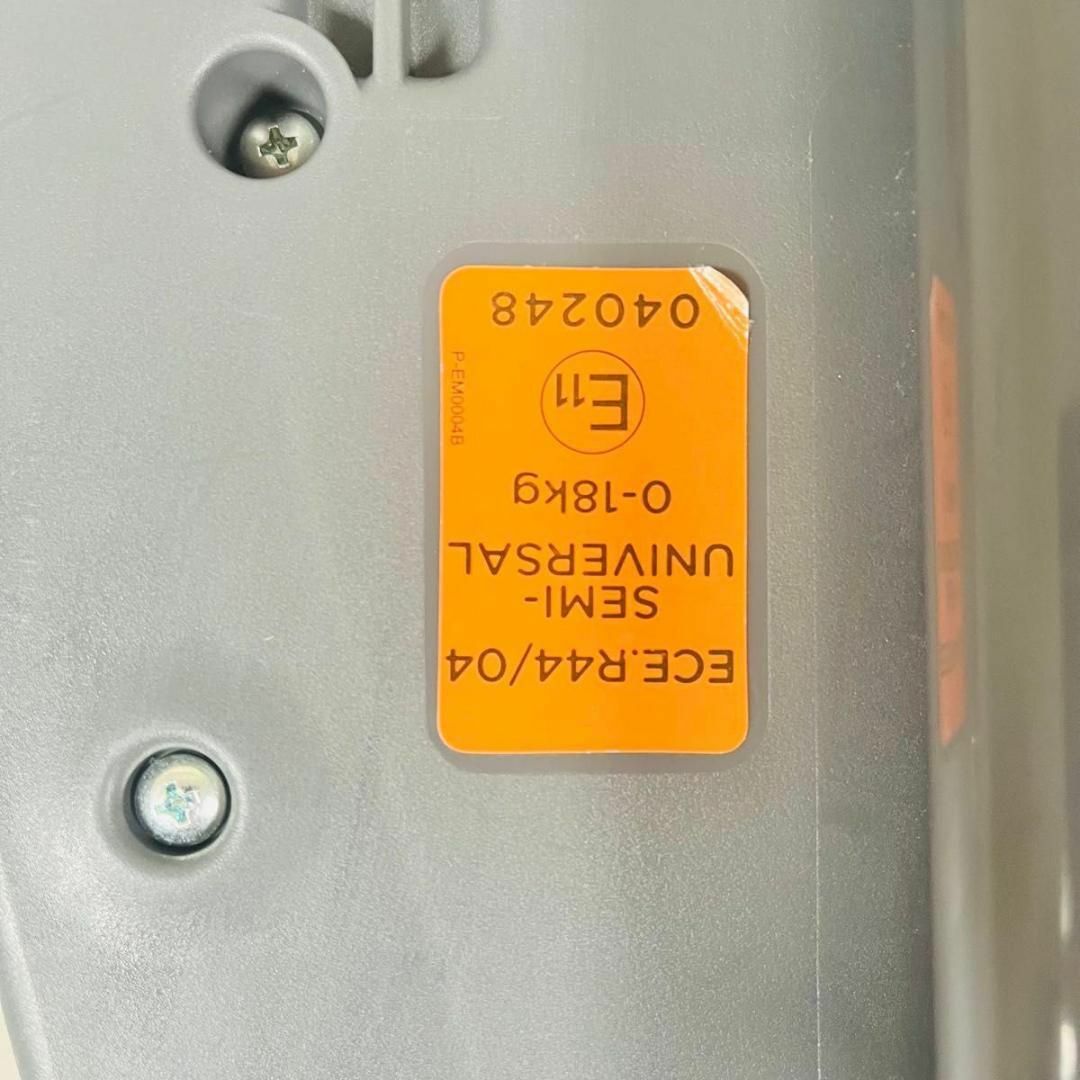 ECE.R44/04
SEMI-
UNIVERSAL
0-18kg
E11
040248
P-EM0004B